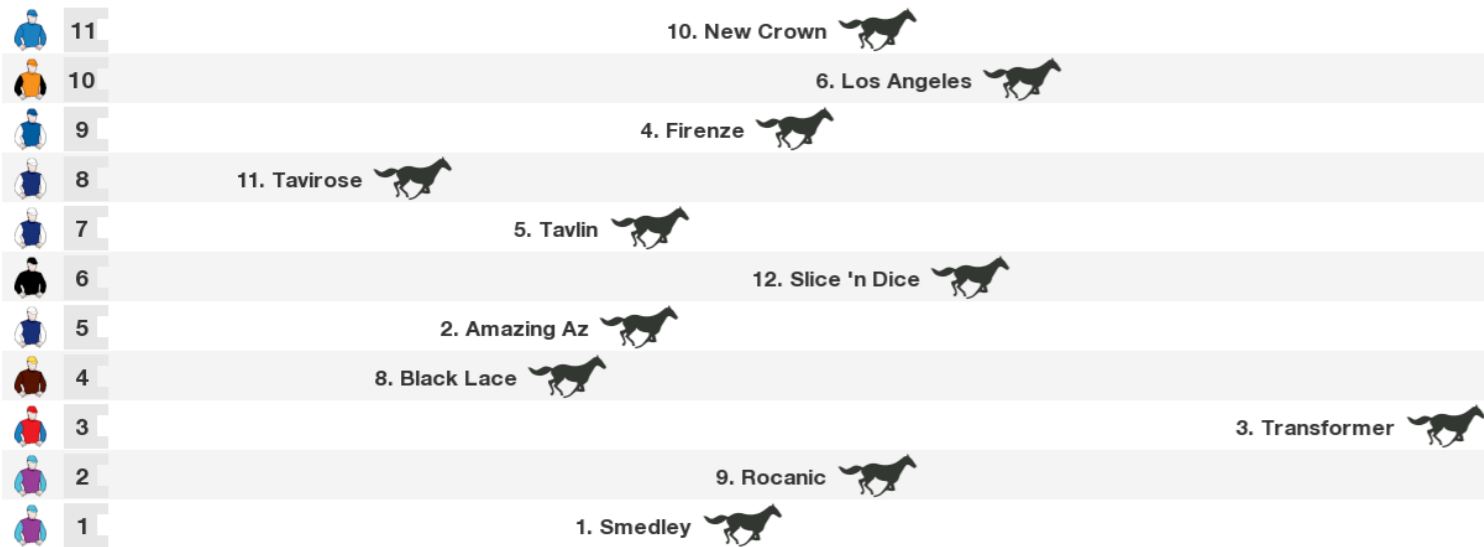 11 10. New Crown
10 6. Los Angeles
9 4. Firenze
8 11. Tavirose
7 5. Tavlin
6 12. Slice 'n Dice
5 2. Amazing Az
4 8. Black Lace
3 3. Transformer
2 9. Rocanic
1 1. Smedley